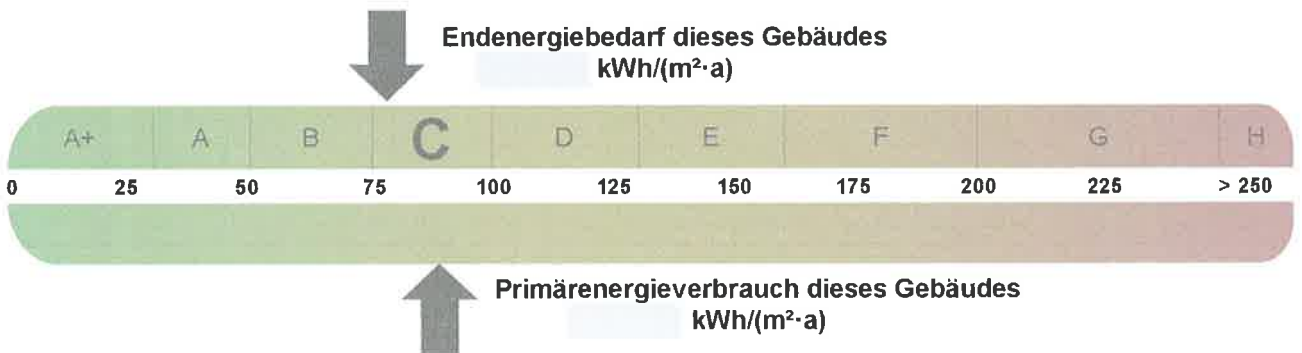 Endenergiebedarf dieses Gebäudes
kWh/(m²·a)
A+ A B C D E F G H
0 25 50 75 100 125 150 175 200 225 > 250
Primärenergieverbrauch dieses Gebäudes
kWh/(m²·a)